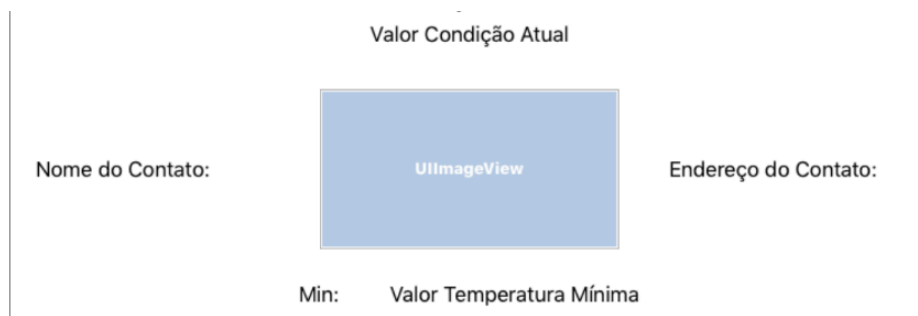 Valor Condição Atual
Nome do Contato:
UIImageView
Endereço do Contato:
Min: Valor Temperatura Mínima